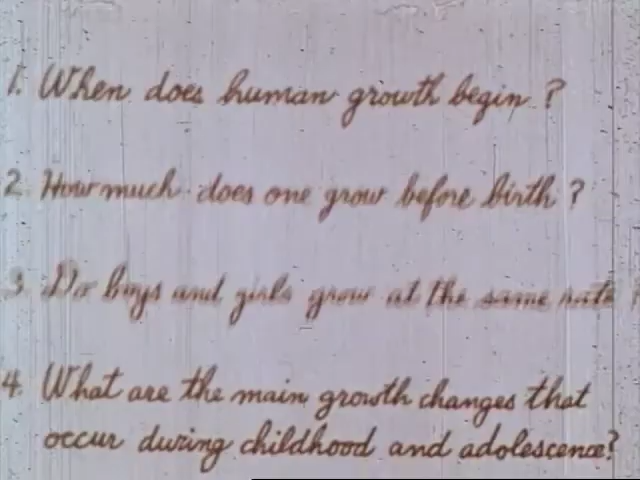 1. When does human growth begin ?
2. How much does one grow before birth ?
3. Do boys and girls grow at the same rate ?
4. What are the main growth changes that
occur during childhood and adolescence?